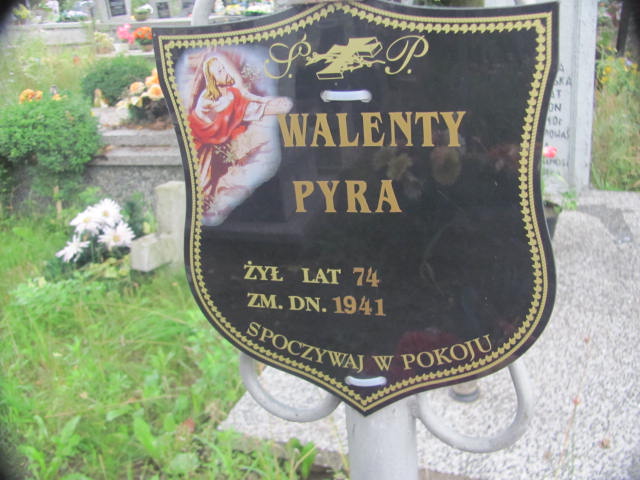 Ś. P.
WALENTY
PYRA
ŻYŁ LAT 74
ZM. DN. 1941
SPOCZYWAJ W POKOJU